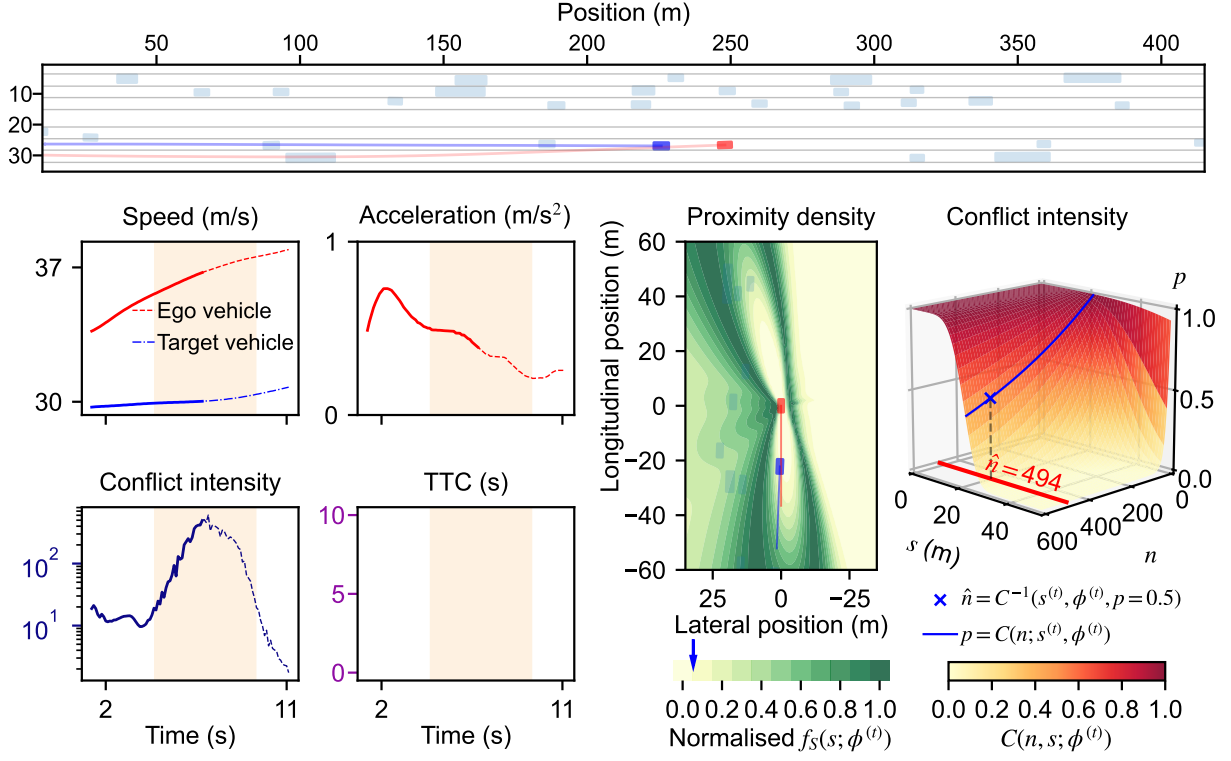 Position (m)
50 100 150 200 250 300 350 400
10
20
30
Speed (m/s)
37
30
Ego vehicle
Target vehicle
2 11
Acceleration (m/s²)
1
0
Proximity density
Longitudinal position (m)
60
40
20
0
−20
−40
−60
25 0 −25
Lateral position (m)
0.0 0.2 0.4 0.6 0.8 1.0
Normalised f_S(s; ϕ^(t))
Conflict intensity
p
1.0
0.5
0.0
n̂ = 494
0 20 40
s (m)
600 400 200
n
n̂ = C⁻¹(s^(t), ϕ^(t), p = 0.5)
p = C(n; s^(t), ϕ^(t))
0.0 0.2 0.4 0.6 0.8 1.0
C(n, s; ϕ^(t))
Conflict intensity
10²
10¹
2 11
Time (s)
TTC (s)
10
5
0
2 11
Time (s)